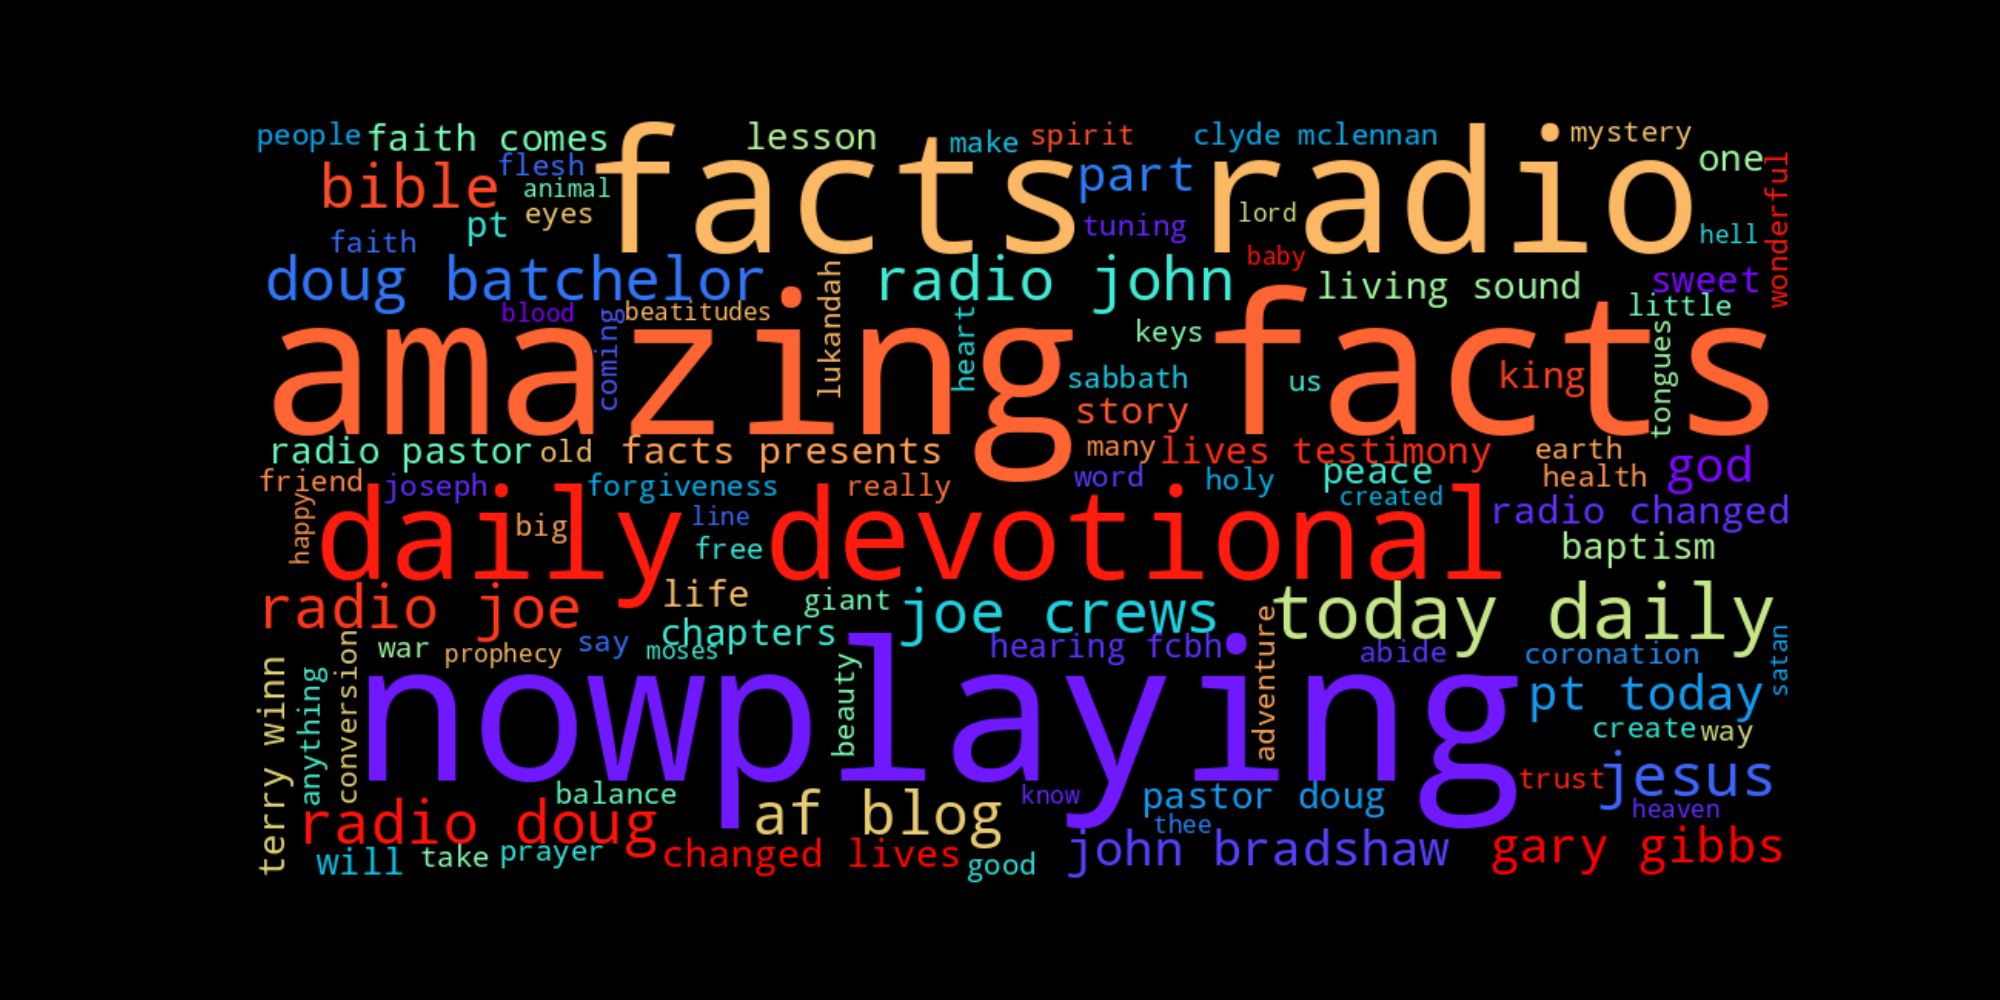 people
faith comes
facts radio
lesson
make
spirit
clyde mclennan
mystery
one
wonderful
bible
flesh
animal
eyes
pt
part
tuning
lord
hell
faith
baby
doug batchelor
radio john
living sound
sweet
little
blood
beatitudes
coming
lukandah
heart
keys
tongues
amazing facts
sabbath
us
king
story
radio pastor
old
facts presents
many
lives testimony
earth
friend
joseph
forgiveness
really
word
holy
peace
created
health
god
happy
daily devotional
big
line
free
radio changed
baptism
radio joe
life
giant
joe crews
today daily
adventure
chapters
war
prophecy
say
moses
hearing fcbh
abide
coronation
satan
terry winn
anything
conversion
nowplaying
beauty
pt today
create
way
trust
jesus
balance
know
pastor doug
heaven
radio doug
af blog
thee
will
take
prayer
changed lives
good
john bradshaw
gary gibbs